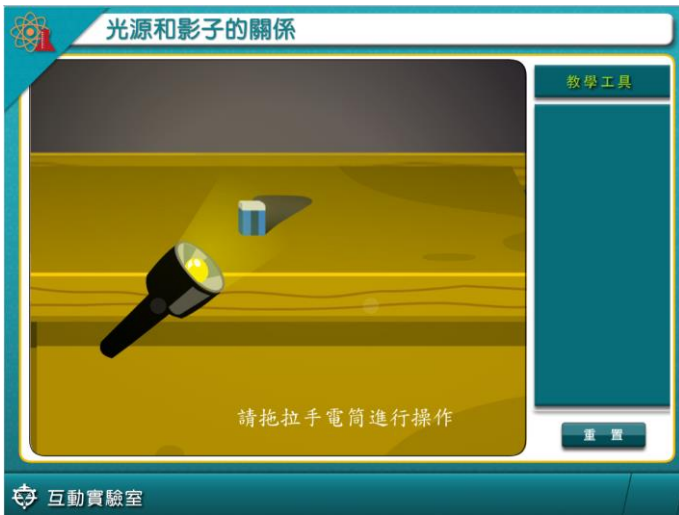 光源和影子的關係
教學工具
請拖拉手電筒進行操作
重置
互動實驗室